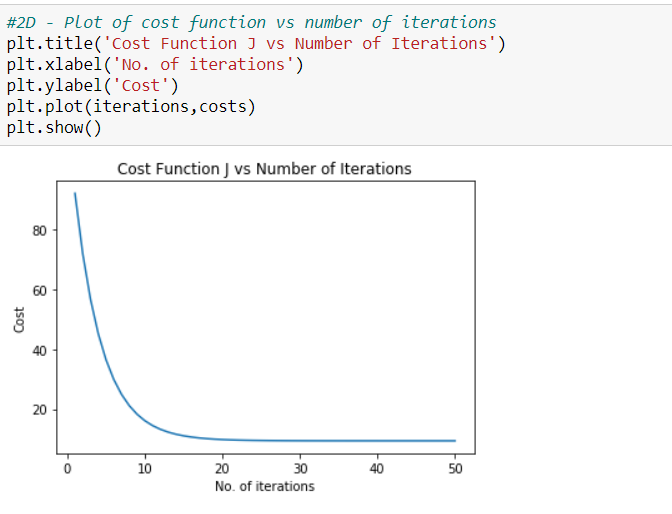 #2D - Plot of cost function vs number of iterations
plt.title('Cost Function J vs Number of Iterations')
plt.xlabel('No. of iterations')
plt.ylabel('Cost')
plt.plot(iterations,costs)
plt.show()
Cost Function J vs Number of Iterations
80
60
40
20
Cost
0 10 20 30 40 50
No. of iterations